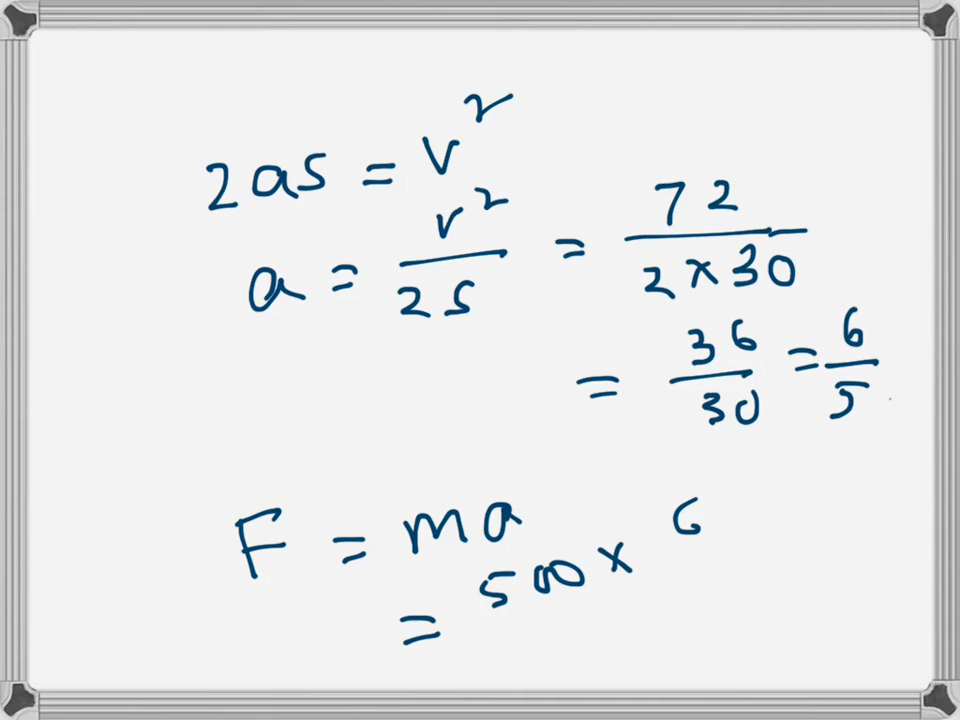 2as = v²
a = v²/2s = 72/2×30
= 36/30 = 6/5
F = ma
= 500 × 6